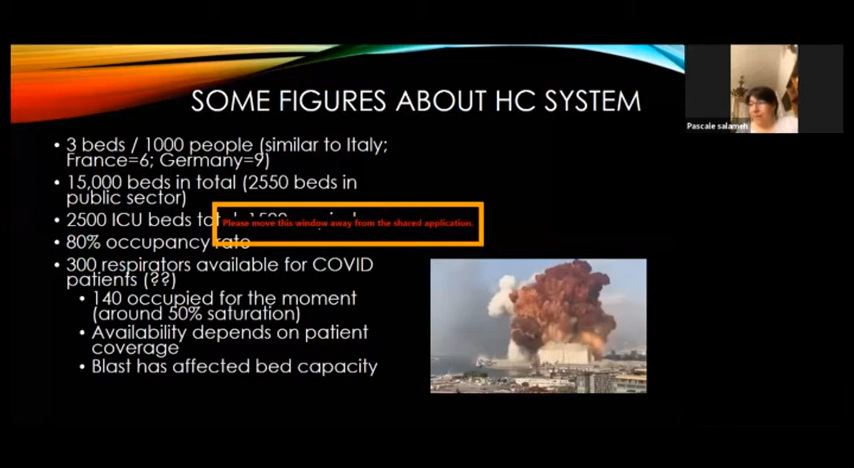 SOME FIGURES ABOUT HC SYSTEM
Pascale salameh
• 3 beds / 1000 people (similar to Italy;
France=6; Germany=9)
• 15,000 beds in total (2550 beds in
public sector)
• 2500 ICU beds
Please move this window away from the shared application.
• 80% occupancy rate
• 300 respirators available for COVID
patients (??)
• 140 occupied for the moment
(around 50% saturation)
• Availability depends on patient
coverage
• Blast has affected bed capacity